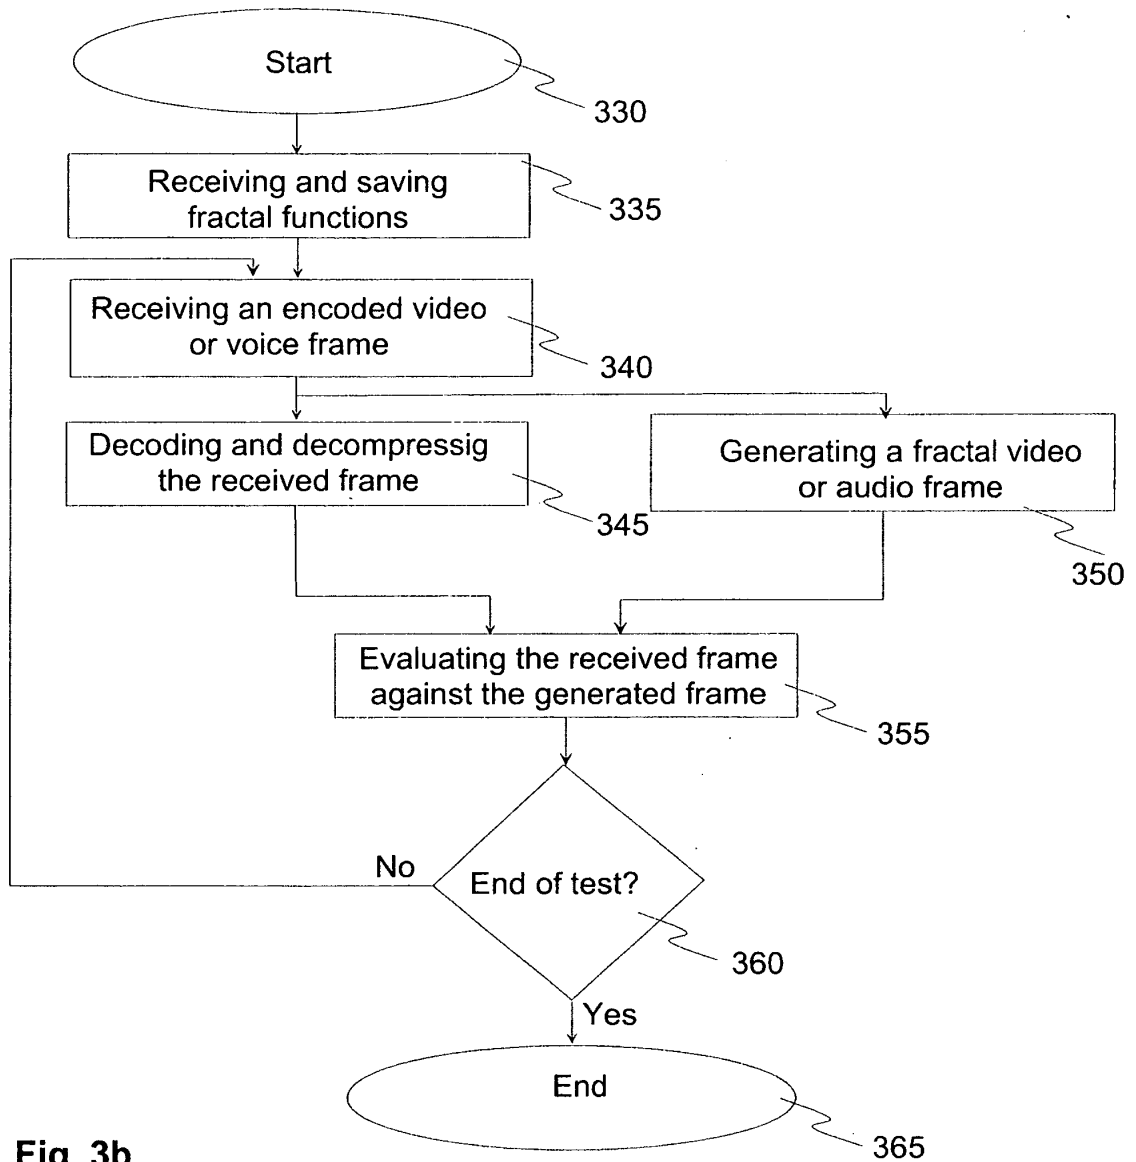 Start
330
Receiving and saving
fractal functions
335
Receiving an encoded video
or voice frame
340
Decoding and decompressig
the received frame
345
Generating a fractal video
or audio frame
350
Evaluating the received frame
against the generated frame
355
No
End of test?
360
Yes
End
365
Fig. 3b